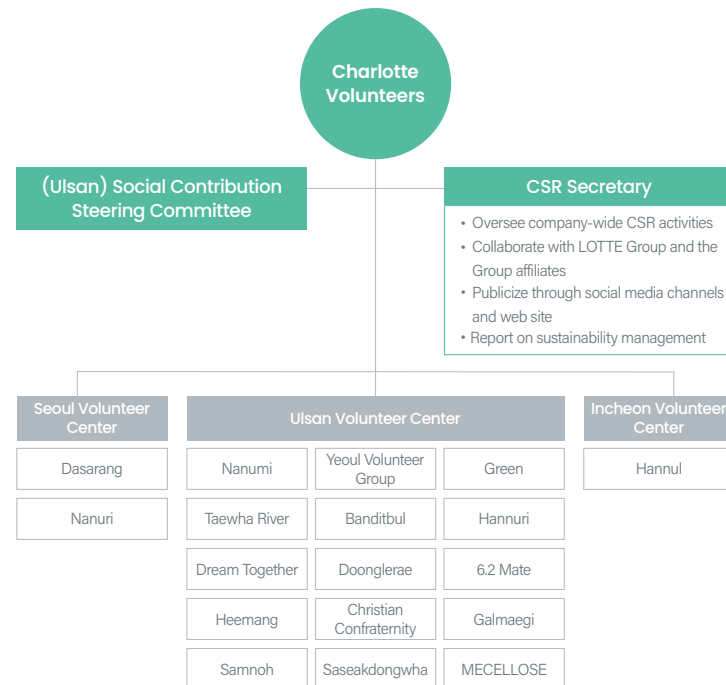 Charlotte
Volunteers
(Ulsan) Social Contribution
Steering Committee
CSR Secretary
• Oversee company-wide CSR activities
• Collaborate with LOTTE Group and the
Group affiliates
• Publicize through social media channels
and web site
• Report on sustainability management
Seoul Volunteer
Center
Dasarang
Nanuri
Ulsan Volunteer Center
Nanumi
Yeoul Volunteer
Group
Green
Taewha River
Banditbul
Hannuri
Dream Together
Doonglerae
6.2 Mate
Heemang
Christian
Confraternity
Galmaegi
Samnoh
Saseakdongwha
MECELLOSE
Incheon Volunteer
Center
Hannul